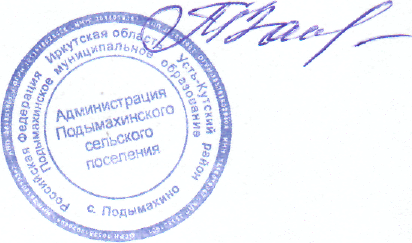 Российская Федерация Иркутская область Усть-Кутский район
Подымахинское муниципальное образование
Администрация
Подымахинского
сельского
поселения
с. Подымахино